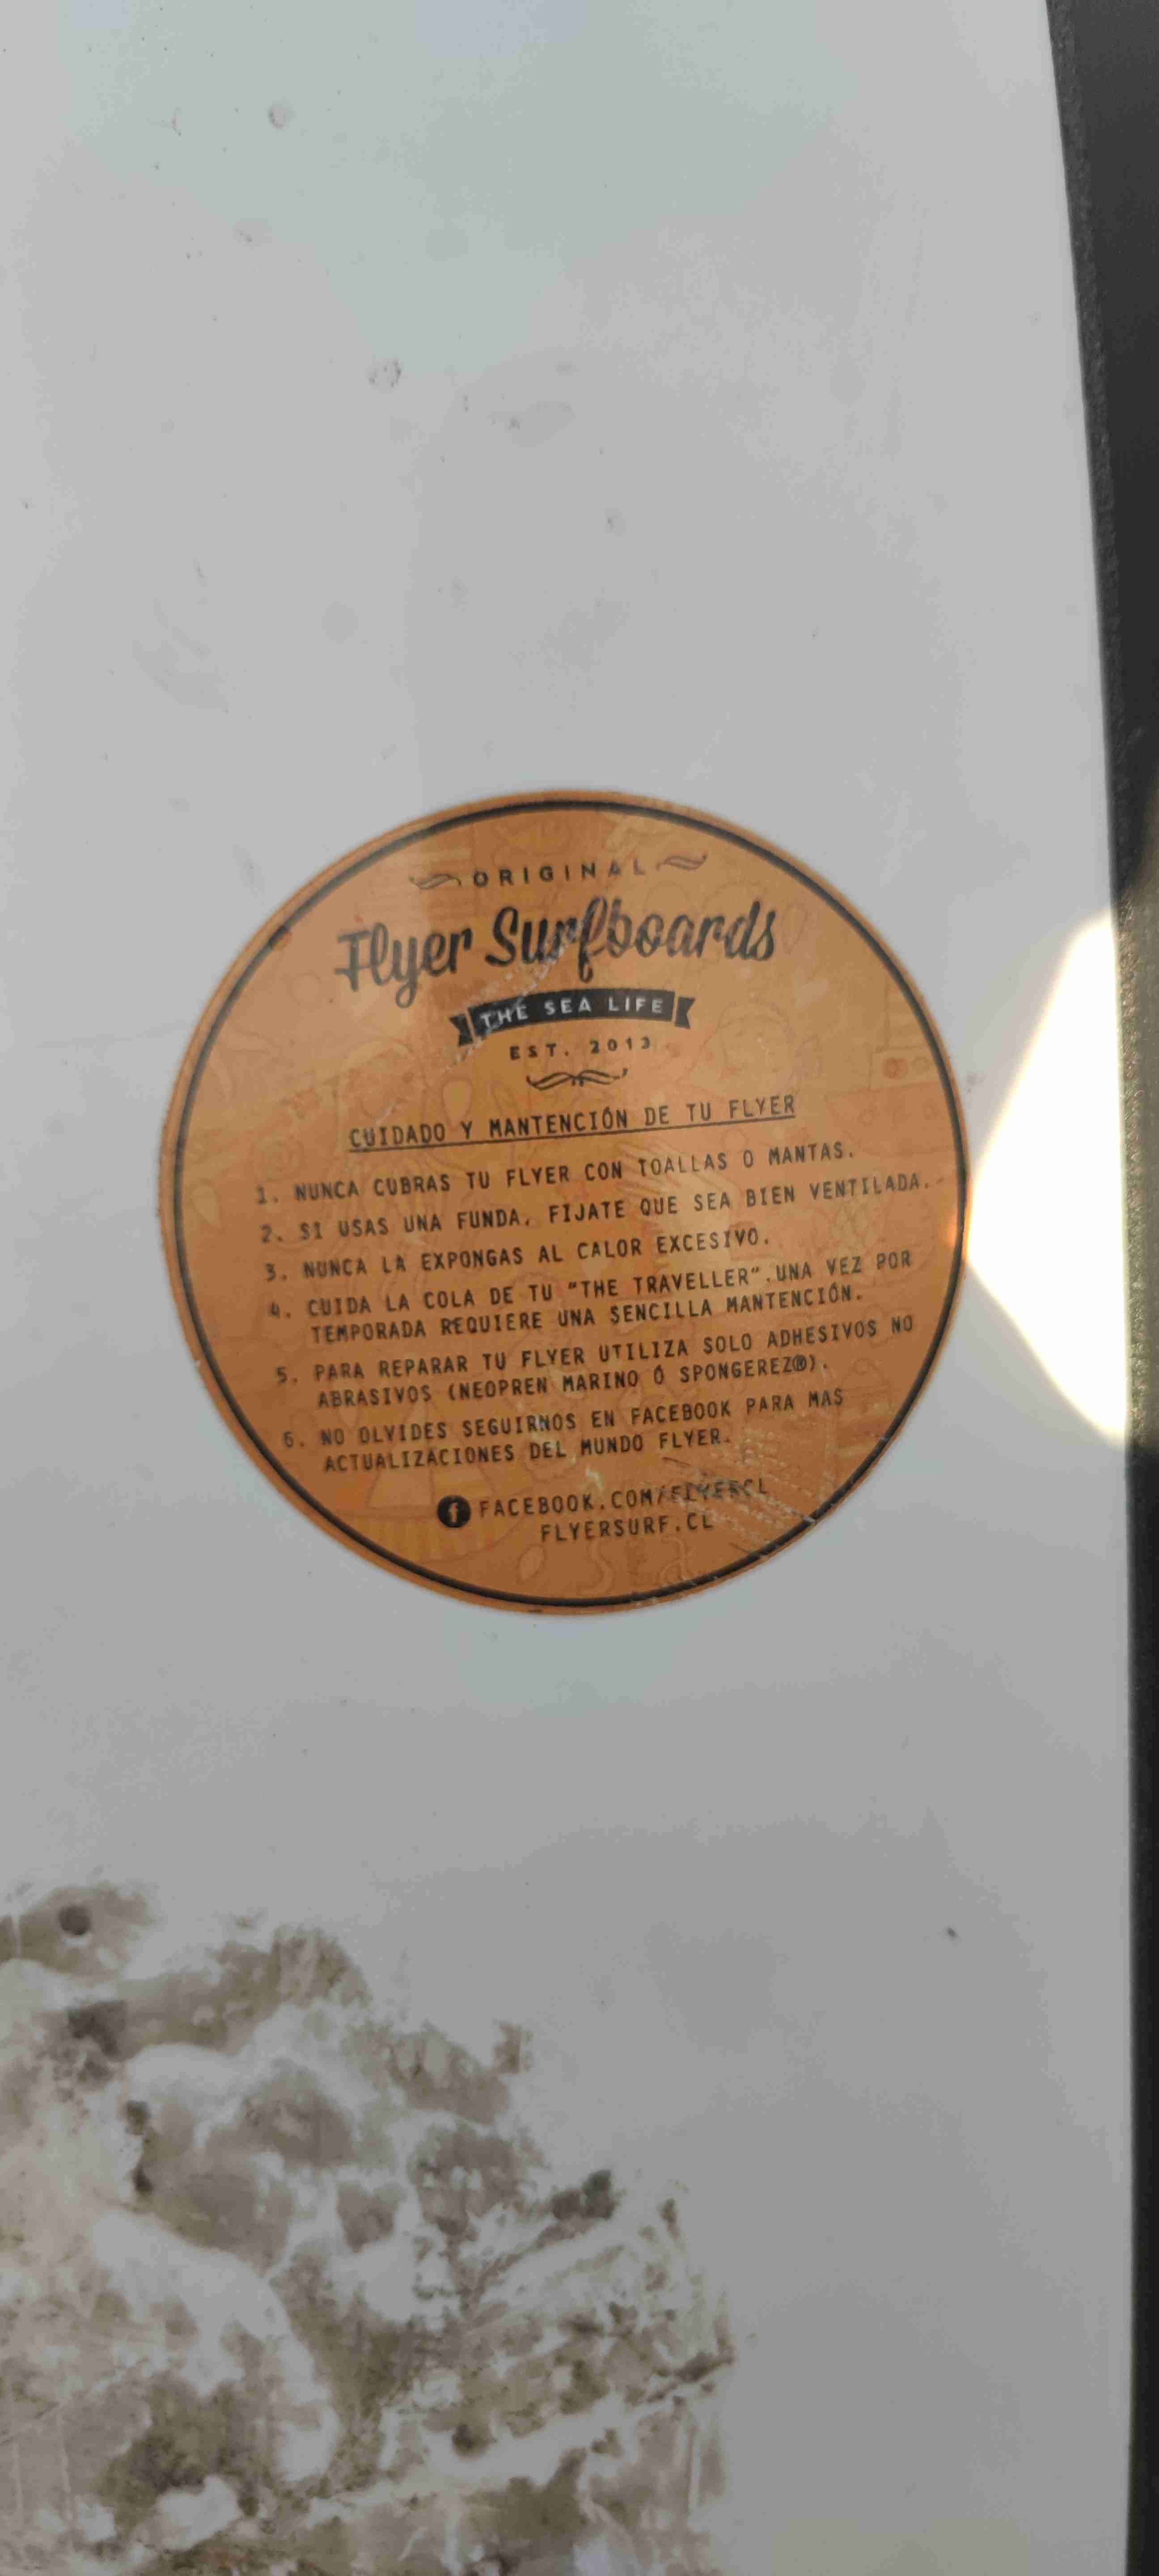 ORIGINAL
Flyer Surfboards
THE SEA LIFE
EST. 2013
CUIDADO Y MANTENCIÓN DE TU FLYER
1. NUNCA CUBRAS TU FLYER CON TOALLAS O MANTAS.
2. SI USAS UNA FUNDA, FIJATE QUE SEA BIEN VENTILADA.
3. NUNCA LA EXPONGAS AL CALOR EXCESIVO.
4. CUIDA LA COLA DE TU "THE TRAVELLER". UNA VEZ POR
TEMPORADA REQUIERE UNA SENCILLA MANTENCIÓN.
5. PARA REPARAR TU FLYER UTILIZA SOLO ADHESIVOS NO
ABRASIVOS (NEOPREN MARINO Ó SPONGEREZ®).
6. NO OLVIDES SEGUIRNOS EN FACEBOOK PARA MAS
ACTUALIZACIONES DEL MUNDO FLYER.
f FACEBOOK.COM/FLYERCL
FLYERSURF.CL